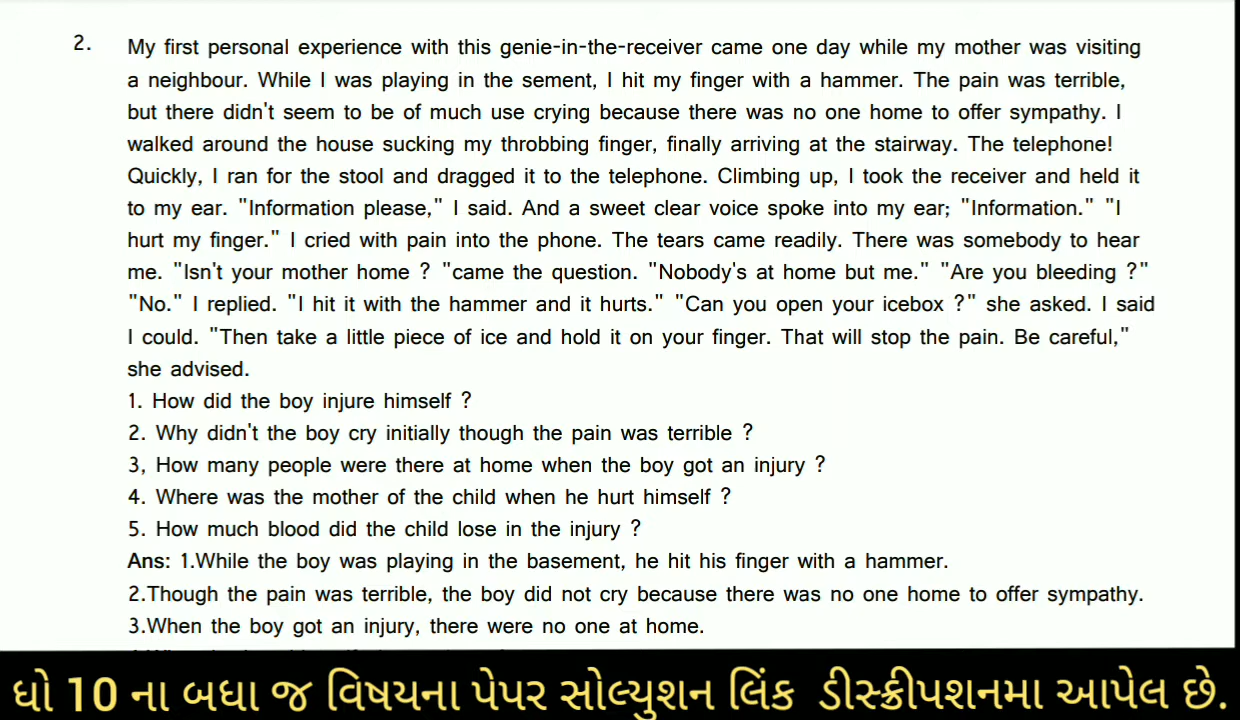 2. My first personal experience with this genie-in-the-receiver came one day while my mother was visiting
a neighbour. While I was playing in the sement, I hit my finger with a hammer. The pain was terrible,
but there didn't seem to be of much use crying because there was no one home to offer sympathy. I
walked around the house sucking my throbbing finger, finally arriving at the stairway. The telephone!
Quickly, I ran for the stool and dragged it to the telephone. Climbing up, I took the receiver and held it
to my ear. "Information please," I said. And a sweet clear voice spoke into my ear; "Information." "I
hurt my finger." I cried with pain into the phone. The tears came readily. There was somebody to hear
me. "Isn't your mother home ? "came the question. "Nobody's at home but me." "Are you bleeding ?"
"No." I replied. "I hit it with the hammer and it hurts." "Can you open your icebox ?" she asked. I said
I could. "Then take a little piece of ice and hold it on your finger. That will stop the pain. Be careful,"
she advised.
1. How did the boy injure himself ?
2. Why didn't the boy cry initially though the pain was terrible ?
3, How many people were there at home when the boy got an injury ?
4. Where was the mother of the child when he hurt himself ?
5. How much blood did the child lose in the injury ?
Ans: 1.While the boy was playing in the basement, he hit his finger with a hammer.
2.Though the pain was terrible, the boy did not cry because there was no one home to offer sympathy.
3.When the boy got an injury, there were no one at home.
ધો 10 ના બધા જ વિષયના પેપર સોલ્યુશન લિંક ડીસ્ક્રીપશનમા આપેલ છે.